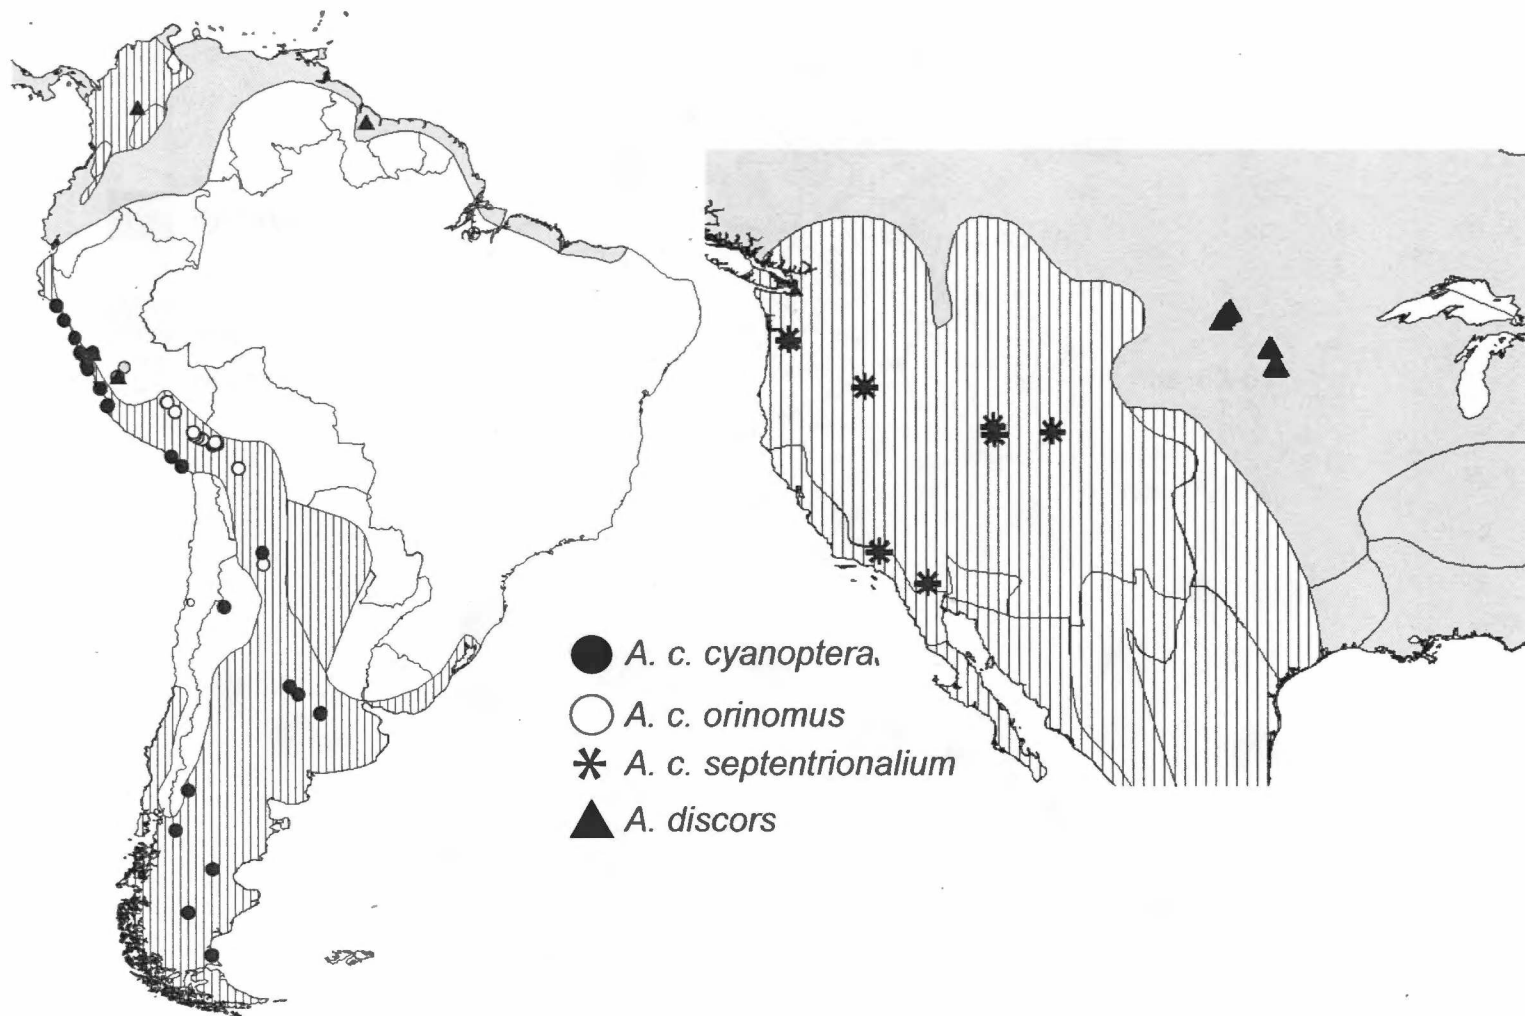 A. c. cyanoptera
A. c. orinomus
A. c. septentrionalium
A. discors